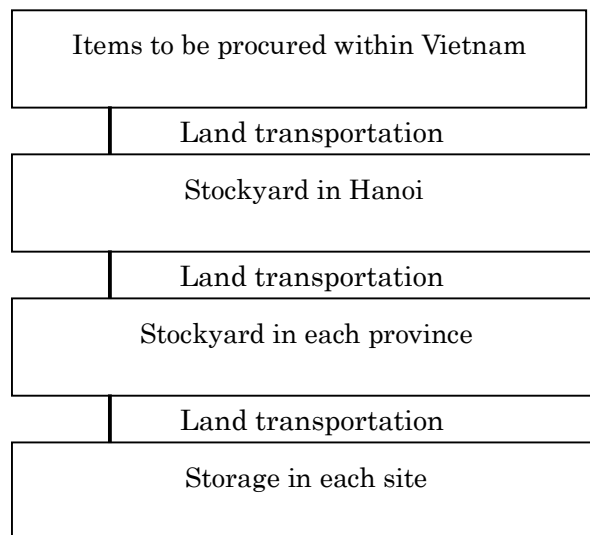 Items to be procured within Vietnam
Land transportation
Stockyard in Hanoi
Land transportation
Stockyard in each province
Land transportation
Storage in each site